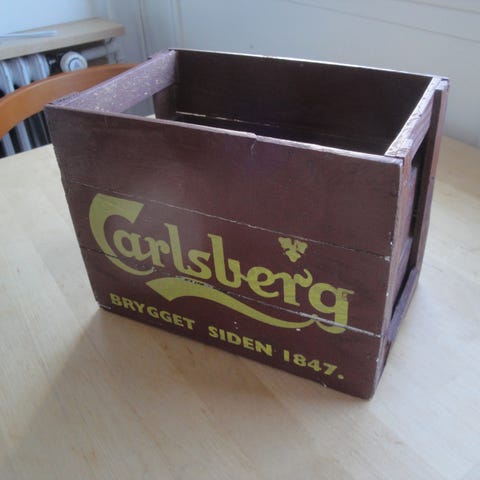 Carlsberg
BRYGGET SIDEN 1847.